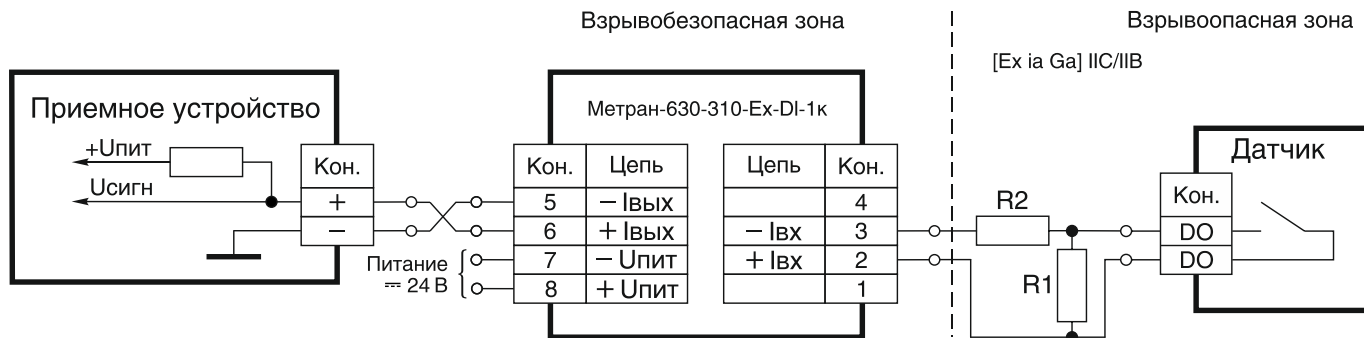 Взрывобезопасная зона
Взрывоопасная зона
[Ex ia Ga] IIC/IIB
Приемное устройство
+Uпит
Uсигн
Кон.
+
−
Питание
⎓ 24 В
Метран-630-310-Ex-DI-1к
Кон. Цепь
5 − Iвых
6 + Iвых
7 − Uпит
8 + Uпит
Цепь Кон.
4
− Iвх 3
+ Iвх 2
1
R2
R1
Датчик
Кон.
DO
DO